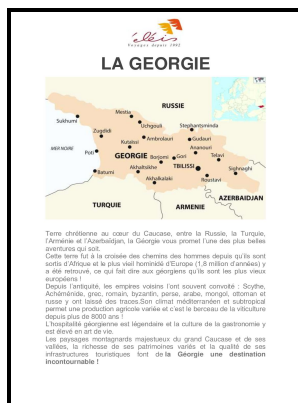 éléis
Voyages depuis 1992
LA GEORGIE
RUSSIE
Mestia
Stephantsminda
Sukhumi
Uchgouli
Zugdidi
Ambrolauri
Gudauri
Kutaissi
Ananouri
MER NOIRE
Poti
GEORGIE
Borjomi
Gori
Telavi
TBILISSI
Akhaltsikhe
Sighnaghi
Batumi
Akhalkalaki
Roustavi
AZERBAIDJAN
TURQUIE
ARMENIE
Terre chrétienne au cœur du Caucase, entre la Russie, la Turquie,
l'Arménie et l'Azerbaïdjan, la Géorgie vous promet l'une des plus belles
aventures qui soit.
Cette terre fut à la croisée des chemins des hommes depuis qu'ils sont
sortis d'Afrique et le plus vieil hominidé d'Europe (1,8 million d'années) y
a été retrouvé, ce qui fait dire aux géorgiens qu'ils sont les plus vieux
européens !
Depuis l'antiquité, les empires voisins l'ont souvent convoité ; Scythe,
Achéménide, grec, romain, byzantin, perse, arabe, mongol, ottoman et
russe y ont laissé des traces.Son climat méditerranéen et subtropical
permet une production agricole variée et c'est le berceau de la viticulture
depuis plus de 8000 ans !
L'hospitalité géorgienne est légendaire et la culture de la gastronomie y
est élevé en art de vie.
Les paysages montagnards majestueux du grand Caucase et de ses
vallées, la richesse de ses patrimoines variés et la qualité de ses
infrastructures touristiques font de la Géorgie une destination
incontournable !